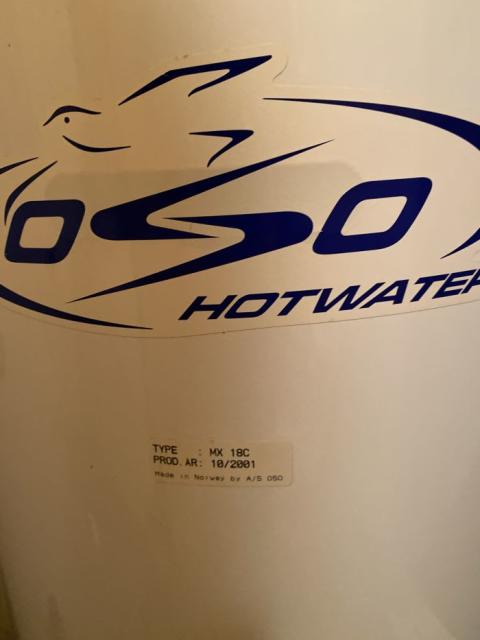 OSO
HOTWATER
TYPE : MX 18C
PROD. AR: 10/2001
Made in Norway by A/S OSO